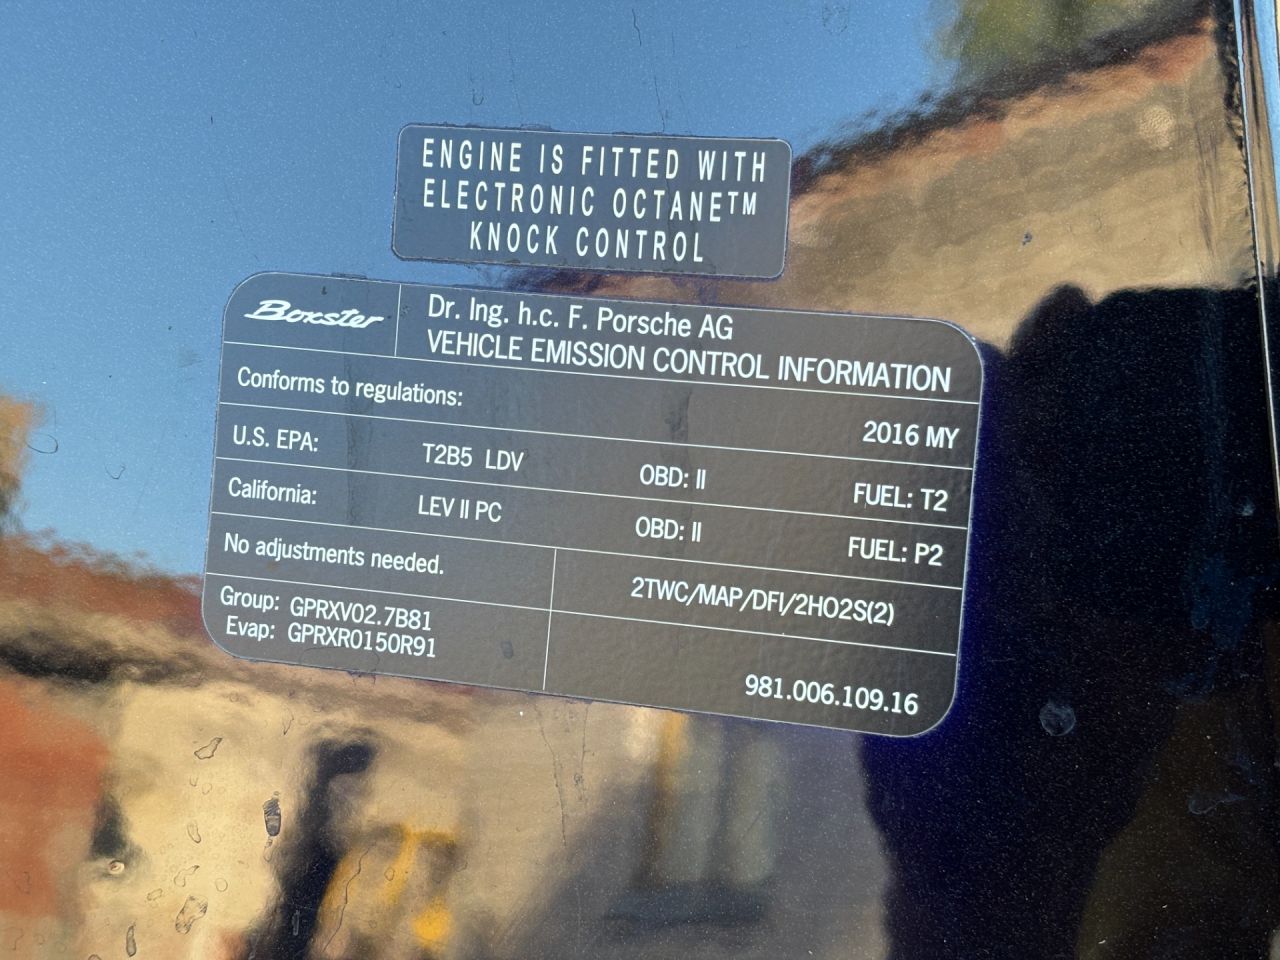 ENGINE IS FITTED WITH
ELECTRONIC OCTANE™
KNOCK CONTROL
Boxster
Dr. Ing. h.c. F. Porsche AG
VEHICLE EMISSION CONTROL INFORMATION
Conforms to regulations: 2016 MY
U.S. EPA: T2B5 LDV OBD: II FUEL: T2
California: LEV II PC OBD: II FUEL: P2
No adjustments needed. 2TWC/MAP/DFI/2HO2S(2)
Group: GPRXV02.7B81
Evap: GPRXR0150R91
981.006.109.16